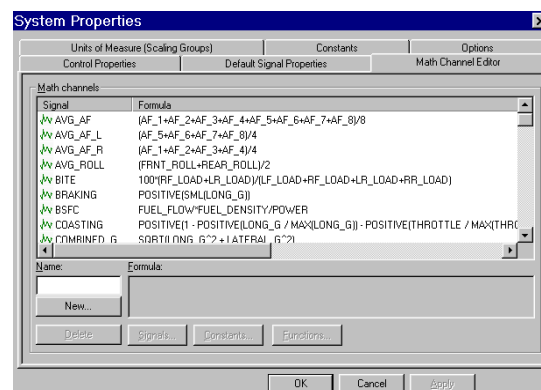 System Properties
Units of Measure (Scaling Groups) Constants Options
Control Properties Default Signal Properties Math Channel Editor
Math channels
Signal Formula
AVG_AF (AF_1+AF_2+AF_3+AF_4+AF_5+AF_6+AF_7+AF_8)/8
AVG_AF_L (AF_5+AF_6+AF_7+AF_8)/4
AVG_AF_R (AF_1+AF_2+AF_3+AF_4)/4
AVG_ROLL (FRNT_ROLL+REAR_ROLL)/2
BITE 100*(RF_LOAD+LR_LOAD)/(LF_LOAD+RF_LOAD+LR_LOAD+RR_LOAD)
BRAKING POSITIVE(SML(LONG_G))
BSFC FUEL_FLOW*FUEL_DENSITY/POWER
COASTING POSITIVE(1 - POSITIVE(LONG_G / MAX(LONG_G)) - POSITIVE(THROTTLE / MAX(THRO
COMBINED_G SQRT(LONG_G^2 + LATERAL_G^2)
Name: Formula:
New...
Delete Signals... Constants... Functions...
OK Cancel Apply